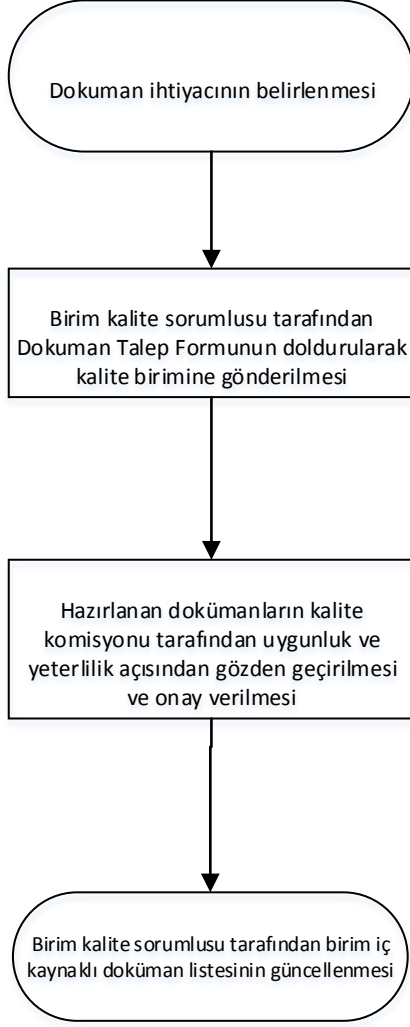 Dokuman ihtiyacının belirlenmesi
Birim kalite sorumlusu tarafından
Dokuman Talep Formunun doldurularak
kalite birimine gönderilmesi
Hazırlanan dokümanların kalite
komisyonu tarafından uygunluk ve
yeterlilik açısından gözden geçirilmesi
ve onay verilmesi
Birim kalite sorumlusu tarafından birim iç
kaynaklı doküman listesinin güncellenmesi